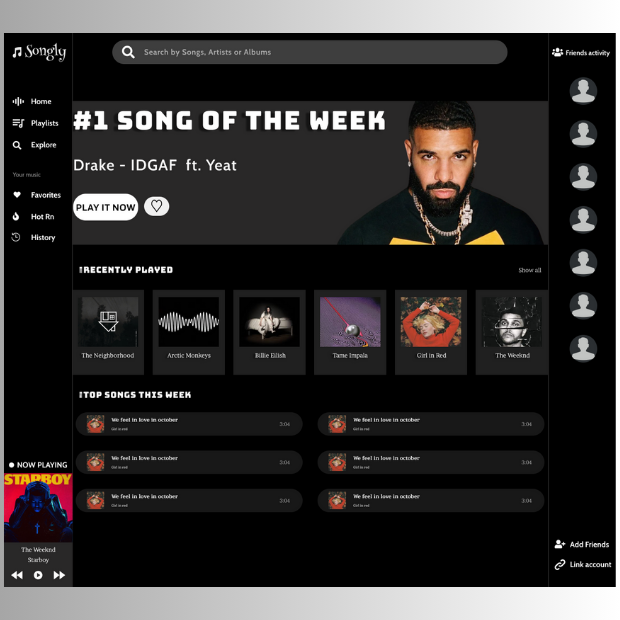 Songly
Search by Songs, Artists or Albums
Friends activity
Home
Playlists
Explore
Your music
Favorites
Hot Rn
History
#1 SONG OF THE WEEK
Drake - IDGAF ft. Yeat
PLAY IT NOW
RECENTLY PLAYED
Show all
The Neighborhood
Arctic Monkeys
Billie Eilish
Tame Impala
Girl in Red
The Weeknd
TOP SONGS THIS WEEK
We feel in love in october
Girl in red
3:04
We feel in love in october
Girl in red
3:04
We feel in love in october
Girl in red
3:04
We feel in love in october
Girl in red
3:04
We feel in love in october
Girl in red
3:04
We feel in love in october
Girl in red
3:04
NOW PLAYING
STARBOY
The Weeknd
Starboy
Add Friends
Link account